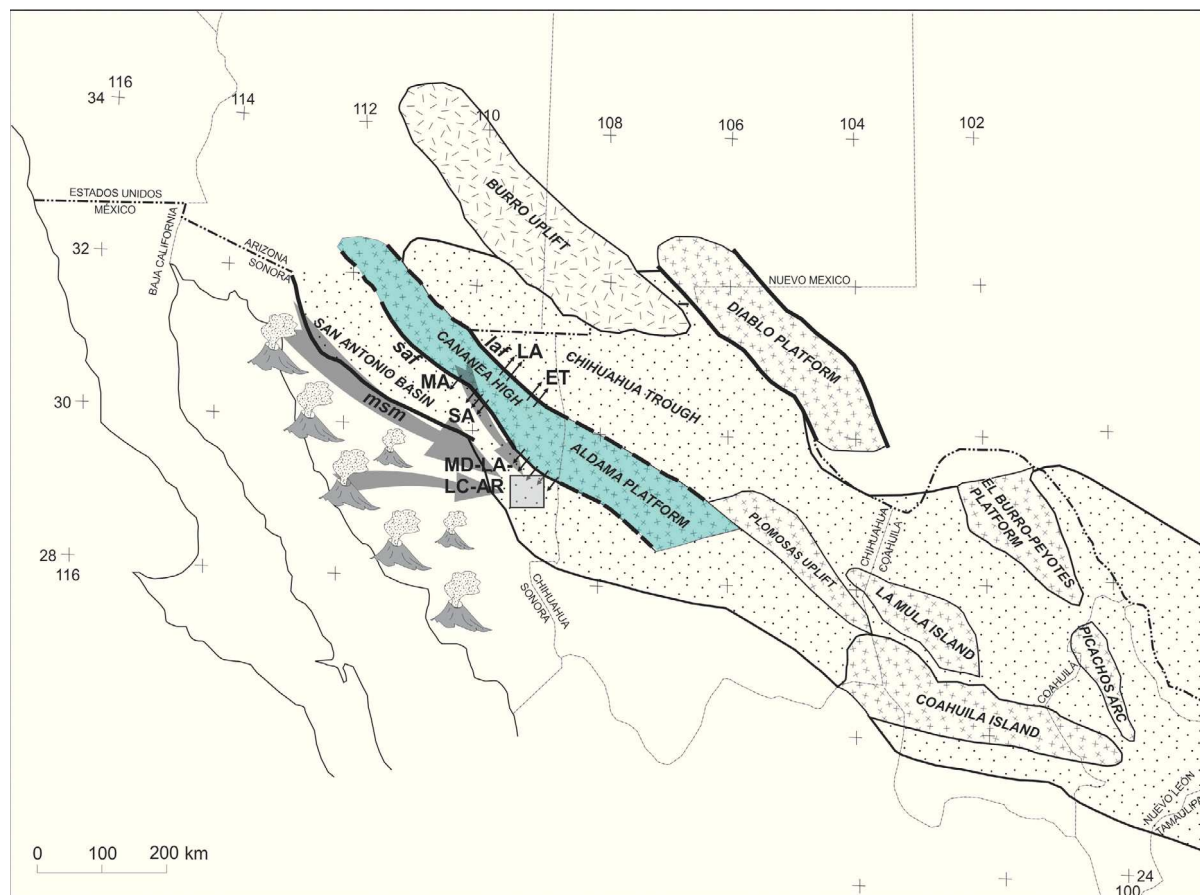 116
34
114
112
110
108
106
104
102
BURRO UPLIFT
ESTADOS UNIDOS
MÉXICO
BAJA CALIFORNIA
ARIZONA
SONORA
32
NUEVO MEXICO
DIABLO PLATFORM
SAN ANTONIO BASIN
saf
CANANEA HIGH
laf
LA
ET
CHIHUAHUA TROUGH
MA
30
msm
SA
MD-LA-
LC-AR
ALDAMA PLATFORM
EL BURRO-PEYOTES
PLATFORM
CHIHUAHUA
COAHUILA
PLOMOSAS UPLIFT
28
116
CHIHUAHUA
SONORA
LA MULA ISLAND
PICACHOS ARC
COAHUILA
COAHUILA ISLAND
NUEVO LEÓN
TAMAULIPA
0 100 200 km
24
100